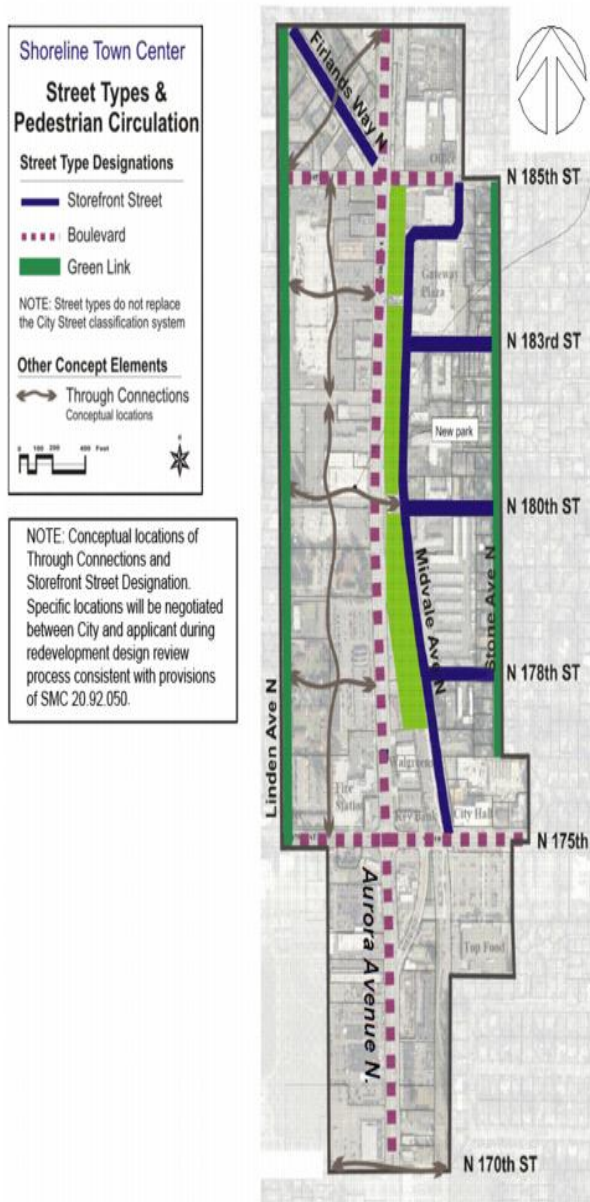 Shoreline Town Center
Street Types &
Pedestrian Circulation
Street Type Designations
Storefront Street
Boulevard
Green Link
NOTE: Street types do not replace
the City Street classification system
Other Concept Elements
Through Connections
Conceptual locations
0 100 200 400 Feet
NOTE: Conceptual locations of
Through Connections and
Storefront Street Designation.
Specific locations will be negotiated
between City and applicant during
redevelopment design review
process consistent with provisions
of SMC 20.92.050.
Firlands Way N
N 185th ST
Gateway
Plaza
N 183rd ST
New park
N 180th ST
Midvale Ave N
Stone Ave N
N 178th ST
Linden Ave N
Walgreens
Fire
Station
Key Bank
City Hall
N 175th
Aurora Avenue N.
Top Food
N 170th ST